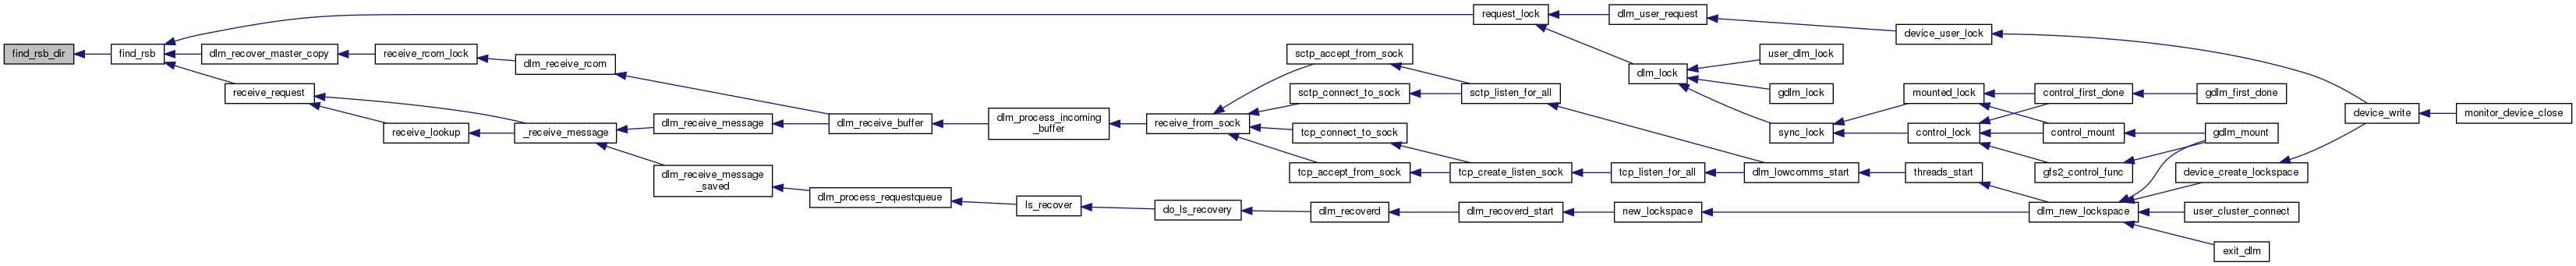 find_rsb_dir
find_rsb
dlm_recover_master_copy
receive_request
receive_rcom_lock
receive_lookup
dlm_receive_rcom
_receive_message
dlm_receive_message
dlm_receive_message
_saved
dlm_receive_buffer
dlm_process_requestqueue
dlm_process_incoming
_buffer
ls_recover
receive_from_sock
do_ls_recovery
sctp_accept_from_sock
sctp_connect_to_sock
tcp_connect_to_sock
tcp_accept_from_sock
dlm_recoverd
request_lock
sctp_listen_for_all
tcp_create_listen_sock
dlm_recoverd_start
dlm_user_request
dlm_lock
tcp_listen_for_all
new_lockspace
user_dlm_lock
gdlm_lock
sync_lock
dlm_lowcomms_start
device_user_lock
mounted_lock
control_lock
threads_start
control_first_done
control_mount
gfs2_control_func
dlm_new_lockspace
gdlm_first_done
gdlm_mount
device_create_lockspace
user_cluster_connect
exit_dlm
device_write
monitor_device_close